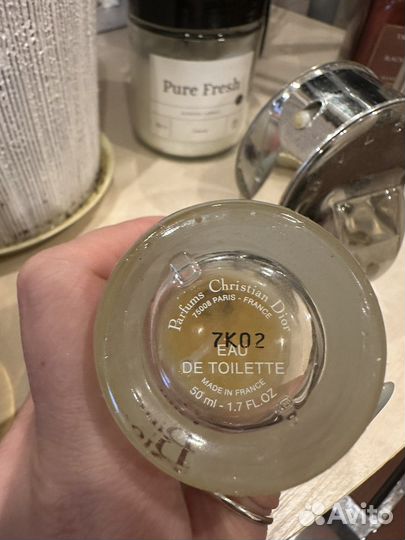 Pure Fresh
Parfums Christian Dior
75008 PARIS - FRANCE
7K02
EAU
DE TOILETTE
MADE IN FRANCE
50 ml - 1.7 FL.OZ
Dior
Avito